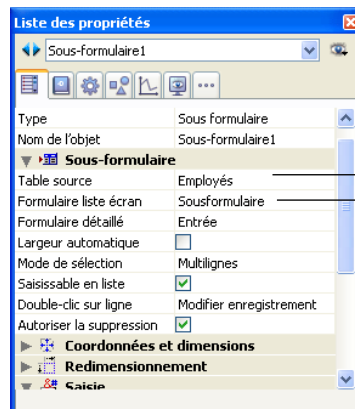 Liste des propriétés
Sous-formulaire1
Type Sous formulaire
Nom de l'objet Sous-formulaire1
Sous-formulaire
Table source Employés
Formulaire liste écran Sousformulaire
Formulaire détaillé Entrée
Largeur automatique
Mode de sélection Multilignes
Saisissable en liste
Double-clic sur ligne Modifier enregistrement
Autoriser la suppression
Coordonnées et dimensions
Redimensionnement
Saisie